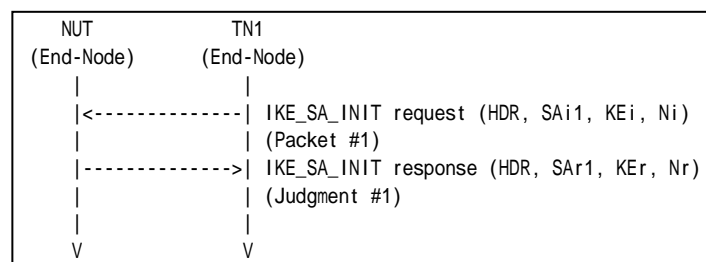 NUT TN1
(End-Node) (End-Node)
| |
|<--------------| IKE_SA_INIT request (HDR, SAi1, KEi, Ni)
| | (Packet #1)
|-------------->| IKE_SA_INIT response (HDR, SAr1, KEr, Nr)
| | (Judgment #1)
| |
V V